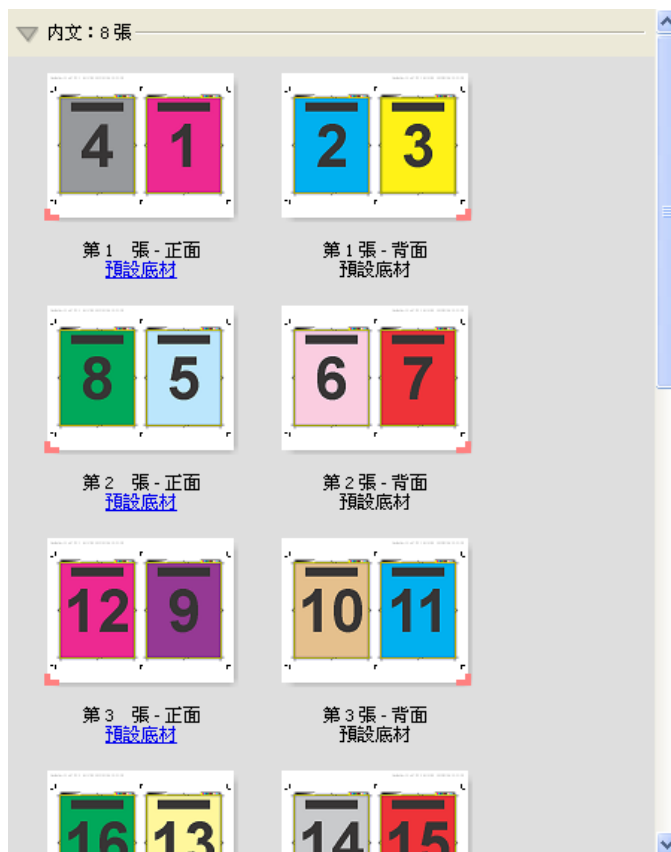 内文：8 張
4 1
2 3
第 1 張 - 正面
預設底材
第 1 張 - 背面
預設底材
8 5
6 7
第 2 張 - 正面
預設底材
第 2 張 - 背面
預設底材
12 9
10 11
第 3 張 - 正面
預設底材
第 3 張 - 背面
預設底材
16 13
14 15